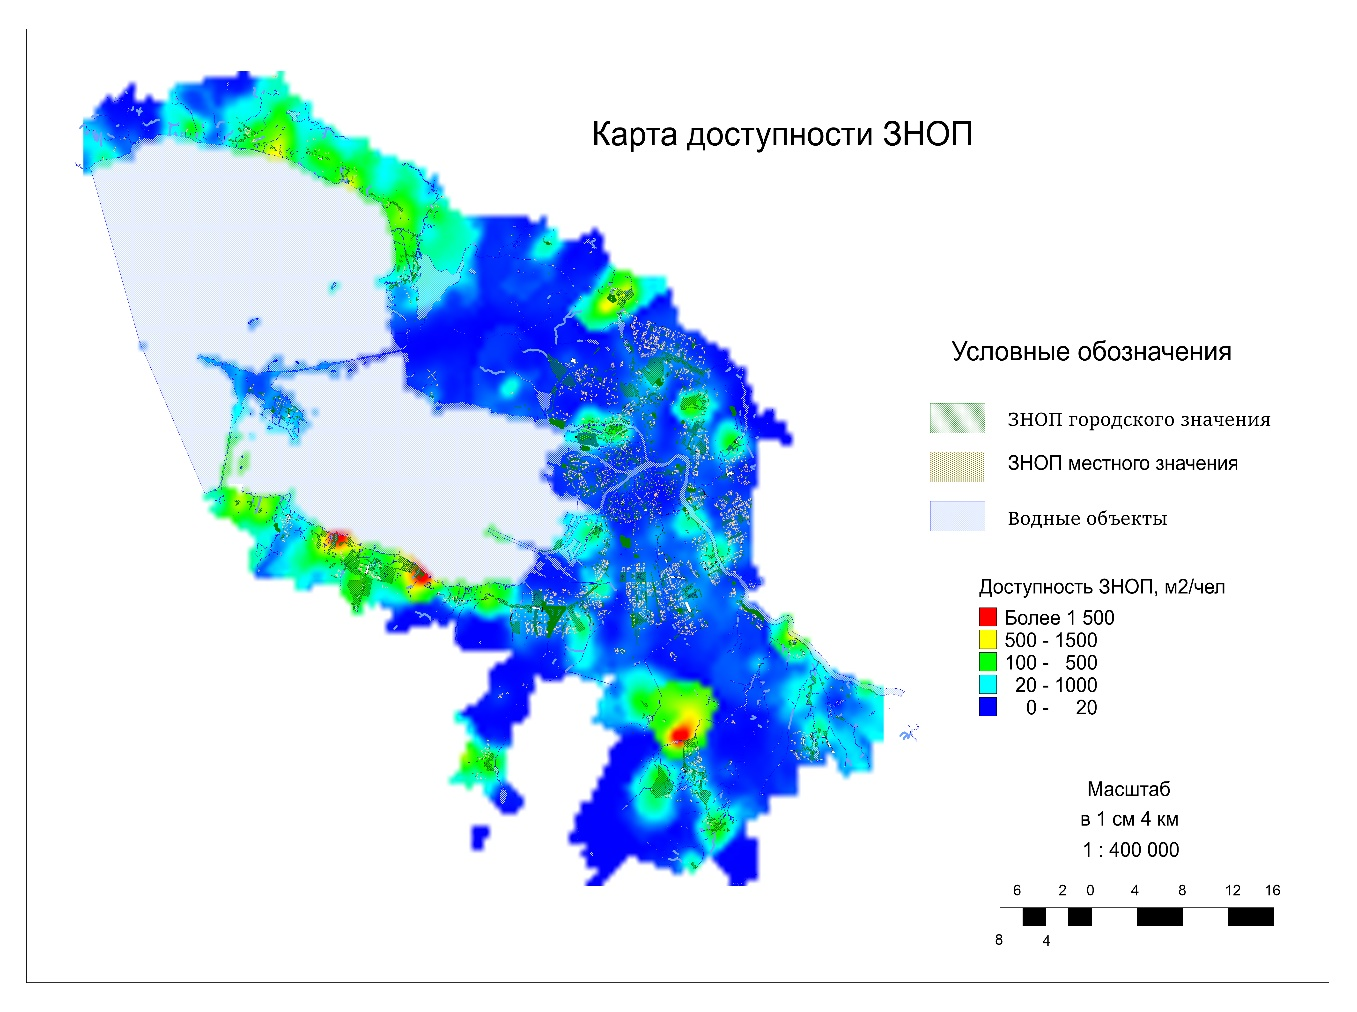 Карта доступности ЗНОП
Условные обозначения
ЗНОП городского значения
ЗНОП местного значения
Водные объекты
Доступность ЗНОП, м2/чел
Более 1 500
500 - 1500
100 - 500
20 - 1000
0 - 20
Масштаб
в 1 см 4 км
1 : 400 000
6 2 0 4 8 12 16
8 4